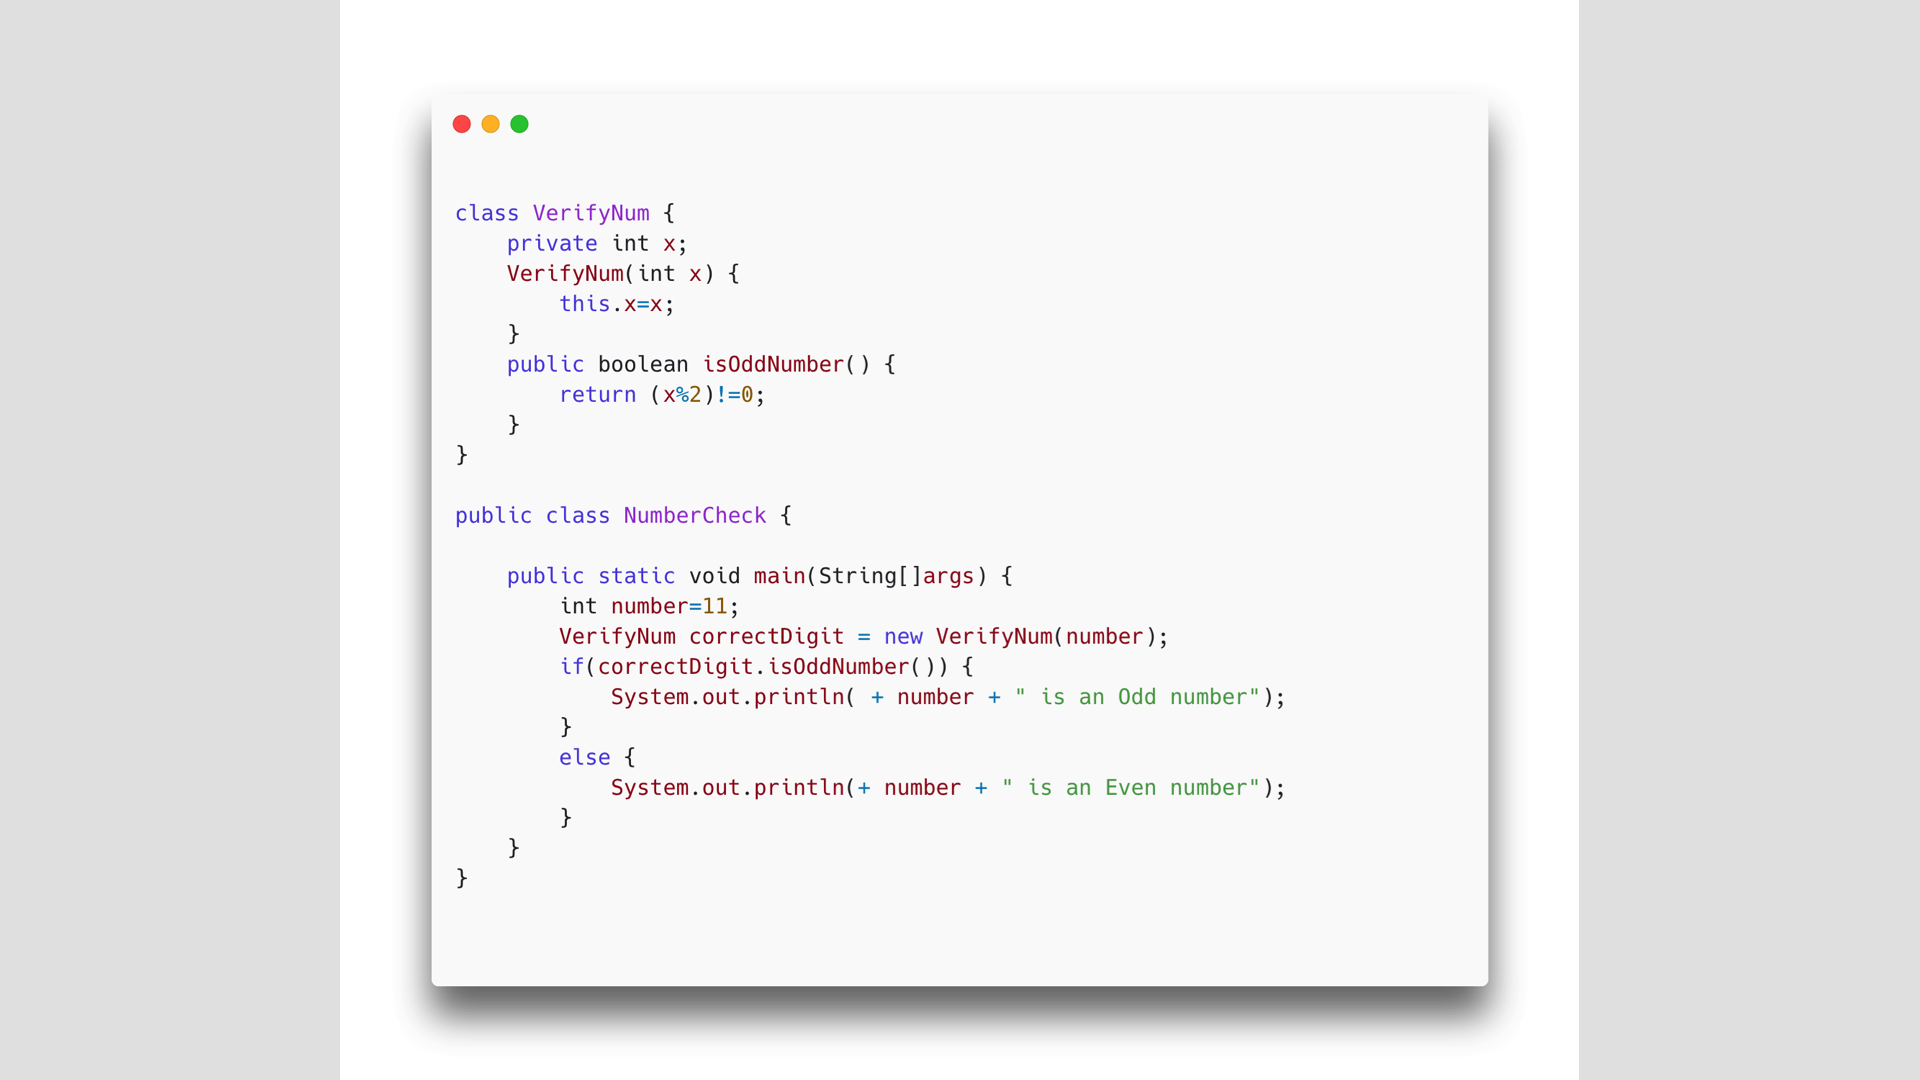 class VerifyNum {
    private int x;
    VerifyNum(int x) {
        this.x=x;
    }
    public boolean isOddNumber() {
        return (x%2)!=0;
    }
}
public class NumberCheck {
    public static void main(String[]args) {
        int number=11;
        VerifyNum correctDigit = new VerifyNum(number);
        if(correctDigit.isOddNumber()) {
            System.out.println( + number + " is an Odd number");
        }
        else {
            System.out.println(+ number + " is an Even number");
        }
    }
}